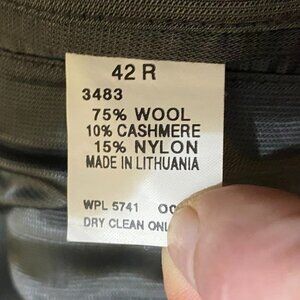 42 R
3483
75% WOOL
10% CASHMERE
15% NYLON
MADE IN LITHUANIA
WPL 5741
DRY CLEAN